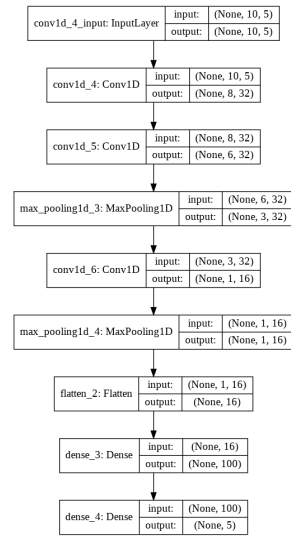 conv1d_4_input: InputLayer input: (None, 10, 5)
output: (None, 10, 5)
conv1d_4: Conv1D input: (None, 10, 5)
output: (None, 8, 32)
conv1d_5: Conv1D input: (None, 8, 32)
output: (None, 6, 32)
max_pooling1d_3: MaxPooling1D input: (None, 6, 32)
output: (None, 3, 32)
conv1d_6: Conv1D input: (None, 3, 32)
output: (None, 1, 16)
max_pooling1d_4: MaxPooling1D input: (None, 1, 16)
output: (None, 1, 16)
flatten_2: Flatten input: (None, 1, 16)
output: (None, 16)
dense_3: Dense input: (None, 16)
output: (None, 100)
dense_4: Dense input: (None, 100)
output: (None, 5)